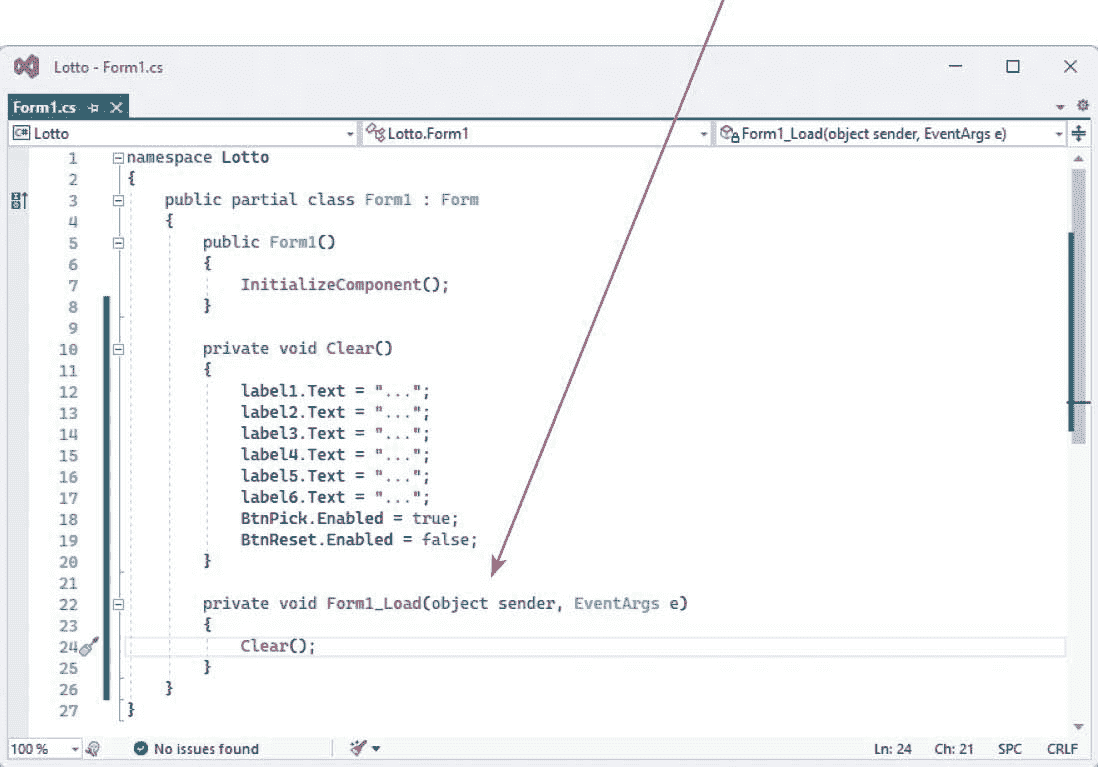 Lotto - Form1.cs
Form1.cs
C# Lotto Lotto.Form1 Form1_Load(object sender, EventArgs e)
1 namespace Lotto
2 {
3 public partial class Form1 : Form
4 {
5 public Form1()
6 {
7 InitializeComponent();
8 }
9
10 private void Clear()
11 {
12 label1.Text = "...";
13 label2.Text = "...";
14 label3.Text = "...";
15 label4.Text = "...";
16 label5.Text = "...";
17 label6.Text = "...";
18 BtnPick.Enabled = true;
19 BtnReset.Enabled = false;
20 }
21
22 private void Form1_Load(object sender, EventArgs e)
23 {
24 Clear();
25 }
26 }
27 }
100 % No issues found Ln: 24 Ch: 21 SPC CRLF